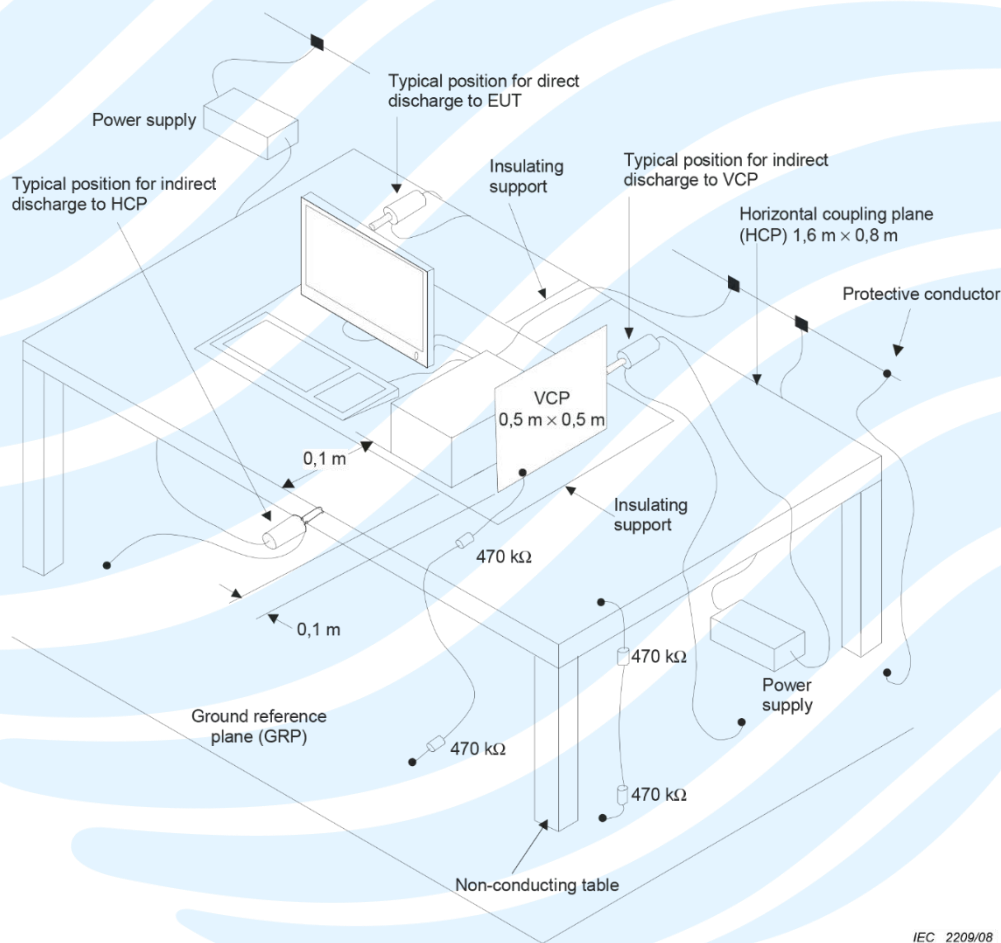 Typical position for direct
discharge to EUT
Power supply
Insulating
support
Typical position for indirect
discharge to VCP
Typical position for indirect
discharge to HCP
Horizontal coupling plane
(HCP) 1,6 m × 0,8 m
Protective conductor
VCP
0,5 m × 0,5 m
0,1 m
Insulating
support
470 kΩ
0,1 m
470 kΩ
Power
supply
Ground reference
plane (GRP)
470 kΩ
470 kΩ
Non-conducting table
IEC 2209/08